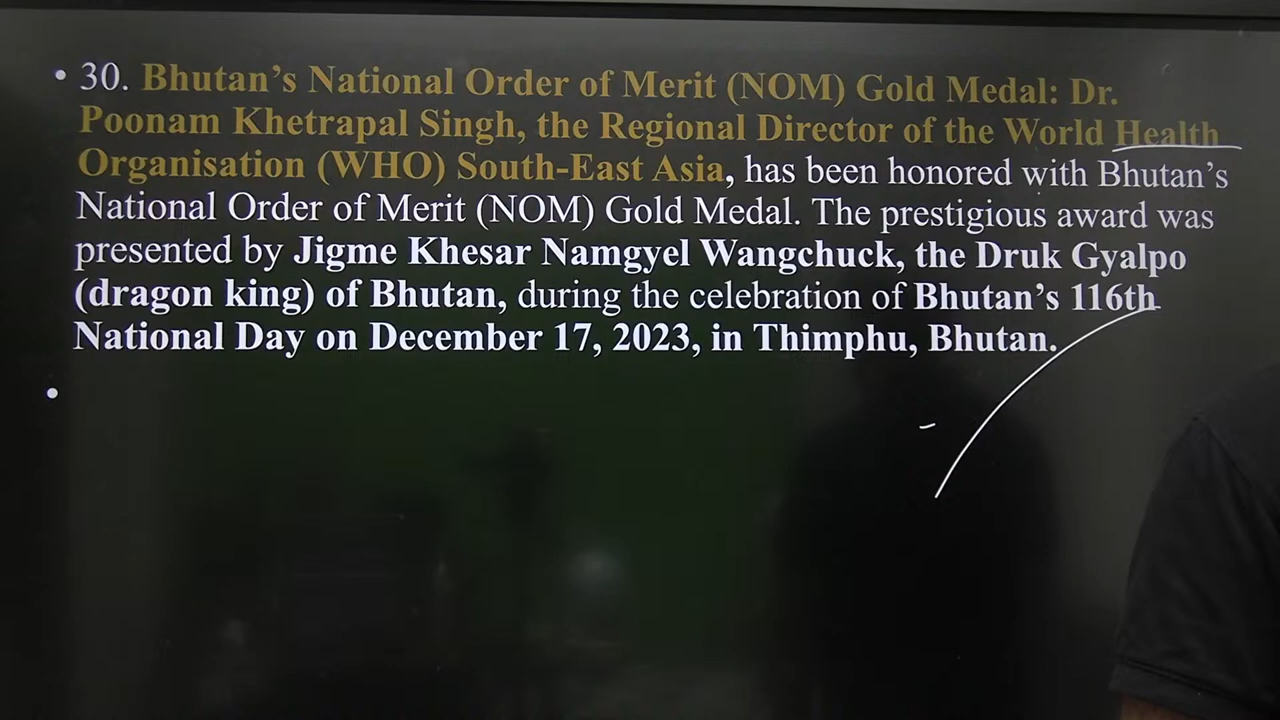 • 30. Bhutan's National Order of Merit (NOM) Gold Medal: Dr.
Poonam Khetrapal Singh, the Regional Director of the World Health
Organisation (WHO) South-East Asia, has been honored with Bhutan's
National Order of Merit (NOM) Gold Medal. The prestigious award was
presented by Jigme Khesar Namgyel Wangchuck, the Druk Gyalpo
(dragon king) of Bhutan, during the celebration of Bhutan's 116th
National Day on December 17, 2023, in Thimphu, Bhutan.
•